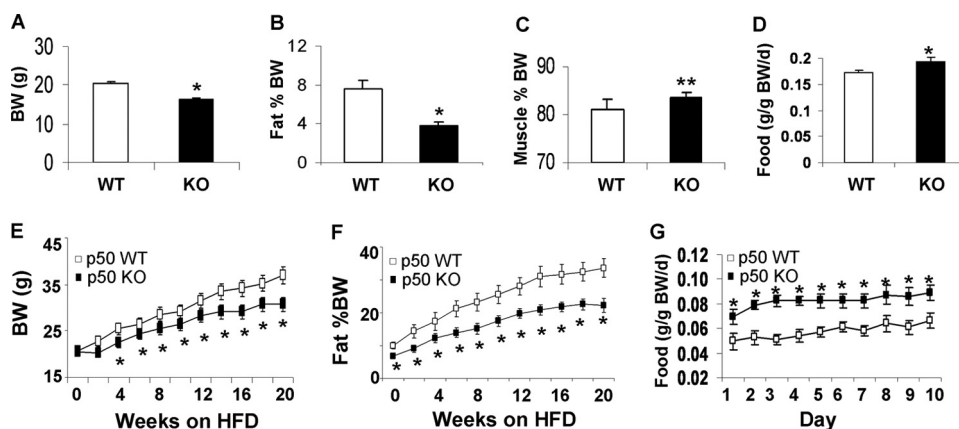 A
BW (g)
30
20
10
0
*
WT
KO
B
Fat % BW
12
8
4
0
*
WT
KO
C
Muscle % BW
90
80
70
**
WT
KO
D
Food (g/g BW/d)
0.2
0.15
0.1
0.05
0
*
WT
KO
E
BW (g)
45
35
25
15
p50 WT
p50 KO
* * * * * * * * *
0 4 8 12 16 20
Weeks on HFD
F
Fat %BW
40
20
0
p50 WT
p50 KO
* * * * * * * * * * *
0 4 8 12 16 20
Weeks on HFD
G
Food (g/g BW/d)
0.12
0.10
0.08
0.06
0.04
0.02
p50 WT
p50 KO
* * * * * * * * * *
1 2 3 4 5 6 7 8 9 10
Day